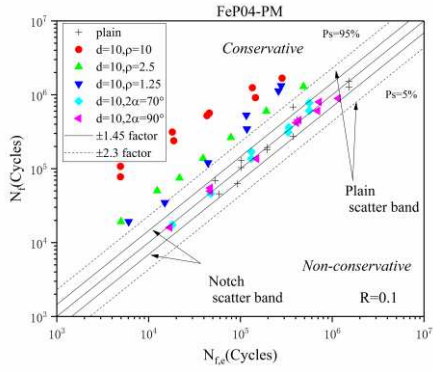 FeP04-PM
plain
d=10,ρ=10
d=10,ρ=2.5
d=10,ρ=1.25
d=10,2α=70°
d=10,2α=90°
±1.45 factor
±2.3 factor
Conservative
Ps=95%
Ps=5%
Plain
scatter band
Notch
scatter band
Non-conservative
R=0.1
10⁷
10⁶
10⁵
10⁴
10³
Nf(Cycles)
10³
10⁴
10⁵
10⁶
10⁷
Nf,e(Cycles)